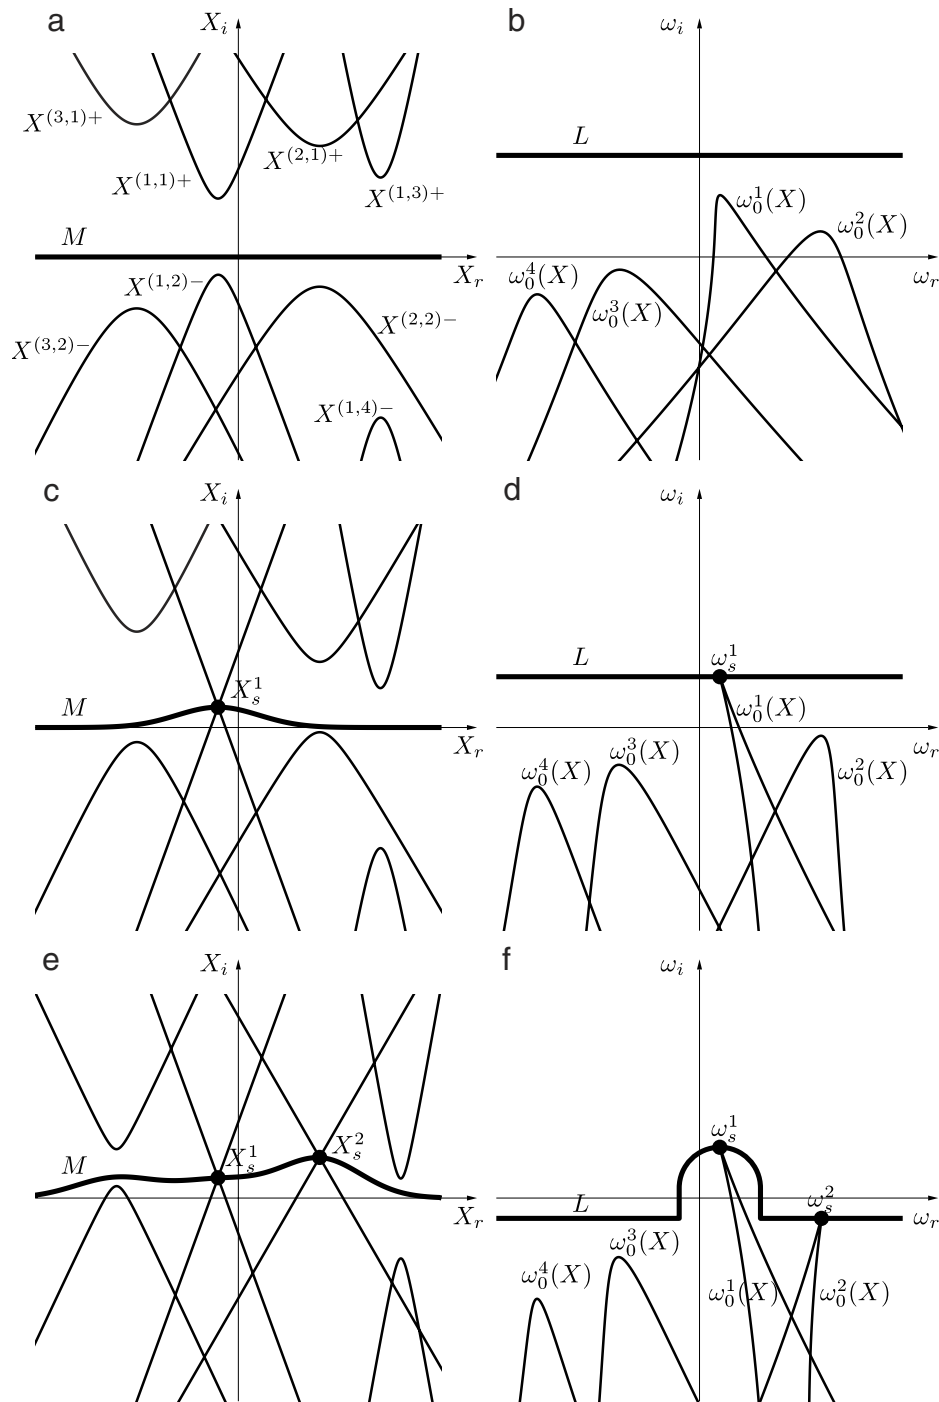 a
X_i
X^{(3,1)+}
X^{(1,1)+}
X^{(2,1)+}
X^{(1,3)+}
M
X_r
X^{(1,2)-}
X^{(3,2)-}
X^{(2,2)-}
X^{(1,4)-}
b
ω_i
L
ω_0^1(X)
ω_0^2(X)
ω_r
ω_0^4(X)
ω_0^3(X)
c
X_i
X_s^1
M
X_r
d
ω_i
L
ω_s^1
ω_0^1(X)
ω_r
ω_0^3(X)
ω_0^4(X)
ω_0^2(X)
e
X_i
X_s^2
M
X_s^1
X_r
f
ω_i
ω_s^1
L
ω_s^2
ω_r
ω_0^3(X)
ω_0^4(X)
ω_0^1(X)
ω_0^2(X)